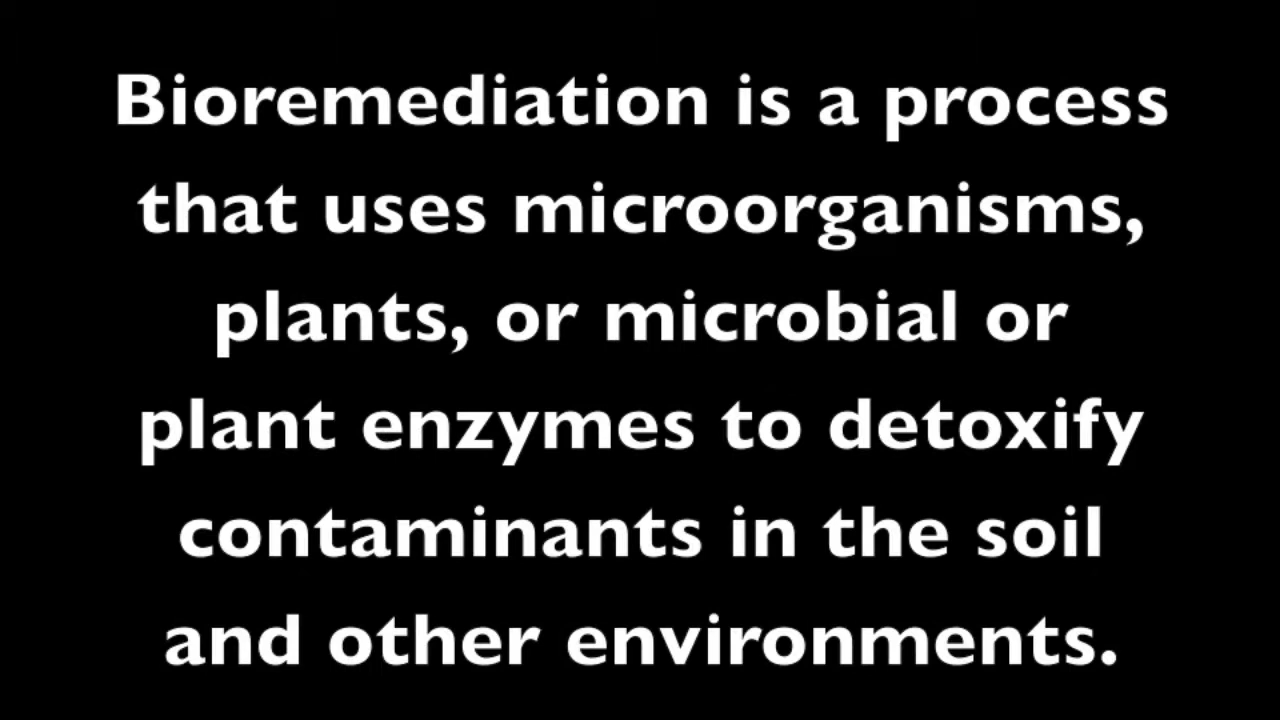 Bioremediation is a process
that uses microorganisms,
plants, or microbial or
plant enzymes to detoxify
contaminants in the soil
and other environments.